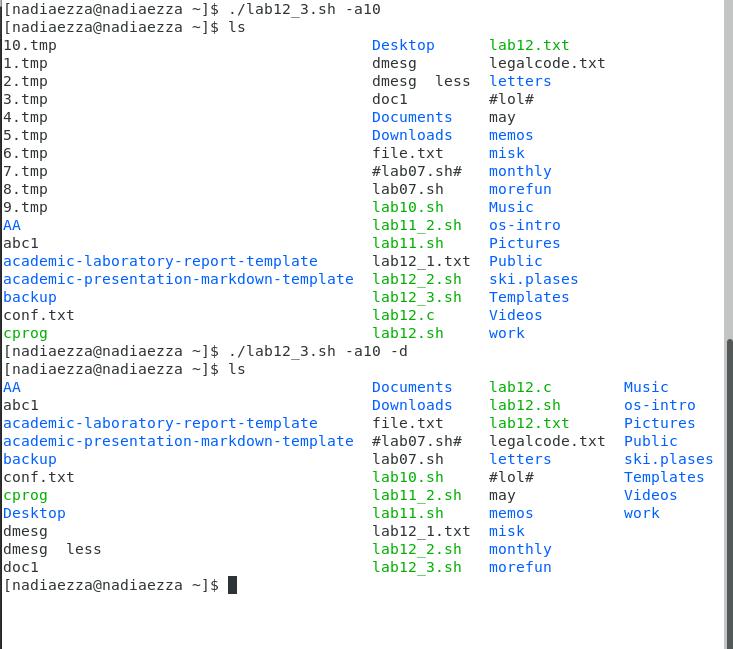 [nadiaezza@nadiaezza ~]$ ./lab12_3.sh -a10
[nadiaezza@nadiaezza ~]$ ls
10.tmp Desktop lab12.txt
1.tmp dmesg legalcode.txt
2.tmp dmesg  less letters
3.tmp doc1 #lol#
4.tmp Documents may
5.tmp Downloads memos
6.tmp file.txt misk
7.tmp #lab07.sh# monthly
8.tmp lab07.sh morefun
9.tmp lab10.sh Music
AA lab11_2.sh os-intro
abc1 lab11.sh Pictures
academic-laboratory-report-template lab12_1.txt Public
academic-presentation-markdown-template lab12_2.sh ski.plases
backup lab12_3.sh Templates
conf.txt lab12.c Videos
cprog lab12.sh work
[nadiaezza@nadiaezza ~]$ ./lab12_3.sh -a10 -d
[nadiaezza@nadiaezza ~]$ ls
AA Documents lab12.c Music
abc1 Downloads lab12.sh os-intro
academic-laboratory-report-template file.txt lab12.txt Pictures
academic-presentation-markdown-template #lab07.sh# legalcode.txt Public
backup lab07.sh letters ski.plases
conf.txt lab10.sh #lol# Templates
cprog lab11_2.sh may Videos
Desktop lab11.sh memos work
dmesg lab12_1.txt misk
dmesg  less lab12_2.sh monthly
doc1 lab12_3.sh morefun
[nadiaezza@nadiaezza ~]$